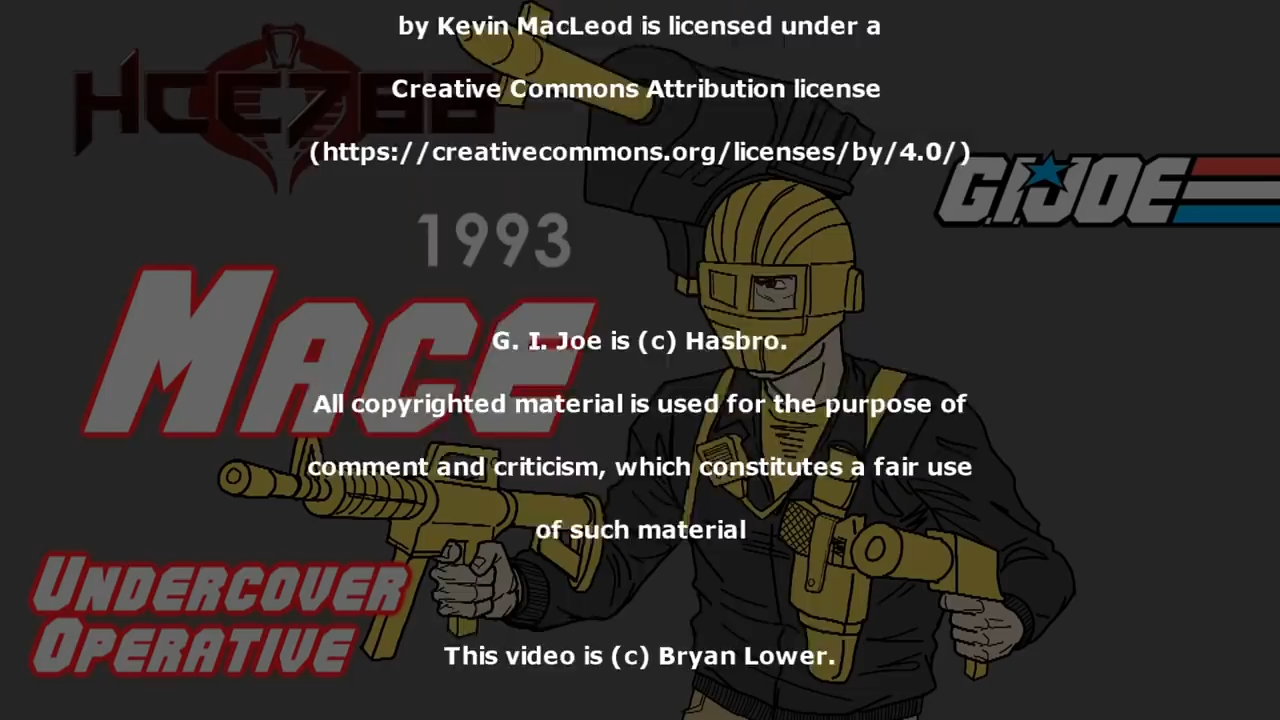 by Kevin MacLeod is licensed under a
Creative Commons Attribution license
(https://creativecommons.org/licenses/by/4.0/)
HCC788
G.I.JOE
1993
MACE
G. I. Joe is (c) Hasbro.
All copyrighted material is used for the purpose of
comment and criticism, which constitutes a fair use
of such material
UNDERCOVER
OPERATIVE
This video is (c) Bryan Lower.